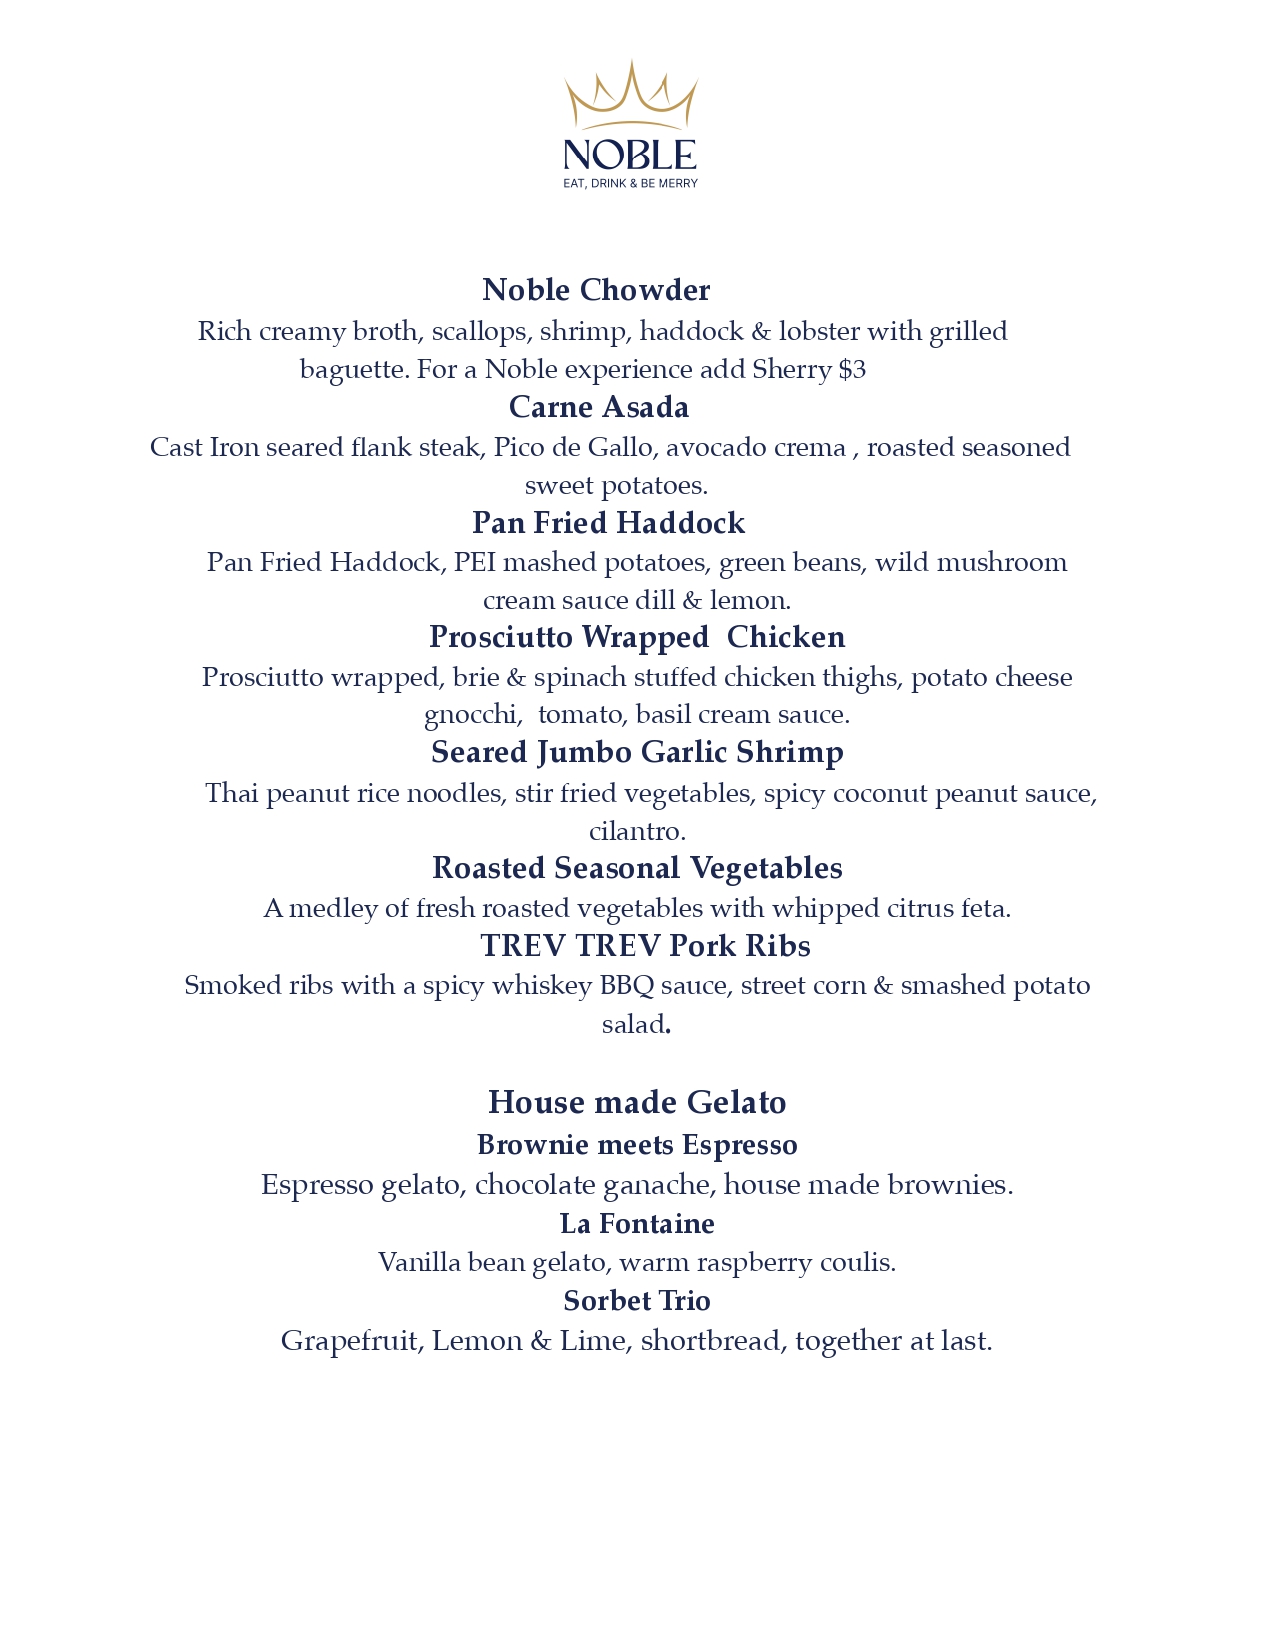 NOBLE
EAT, DRINK & BE MERRY
Noble Chowder
Rich creamy broth, scallops, shrimp, haddock & lobster with grilled
baguette. For a Noble experience add Sherry $3
Carne Asada
Cast Iron seared flank steak, Pico de Gallo, avocado crema , roasted seasoned
sweet potatoes.
Pan Fried Haddock
Pan Fried Haddock, PEI mashed potatoes, green beans, wild mushroom
cream sauce dill & lemon.
Prosciutto Wrapped  Chicken
Prosciutto wrapped, brie & spinach stuffed chicken thighs, potato cheese
gnocchi,  tomato, basil cream sauce.
Seared Jumbo Garlic Shrimp
Thai peanut rice noodles, stir fried vegetables, spicy coconut peanut sauce,
cilantro.
Roasted Seasonal Vegetables
A medley of fresh roasted vegetables with whipped citrus feta.
TREV TREV Pork Ribs
Smoked ribs with a spicy whiskey BBQ sauce, street corn & smashed potato
salad.
House made Gelato
Brownie meets Espresso
Espresso gelato, chocolate ganache, house made brownies.
La Fontaine
Vanilla bean gelato, warm raspberry coulis.
Sorbet Trio
Grapefruit, Lemon & Lime, shortbread, together at last.